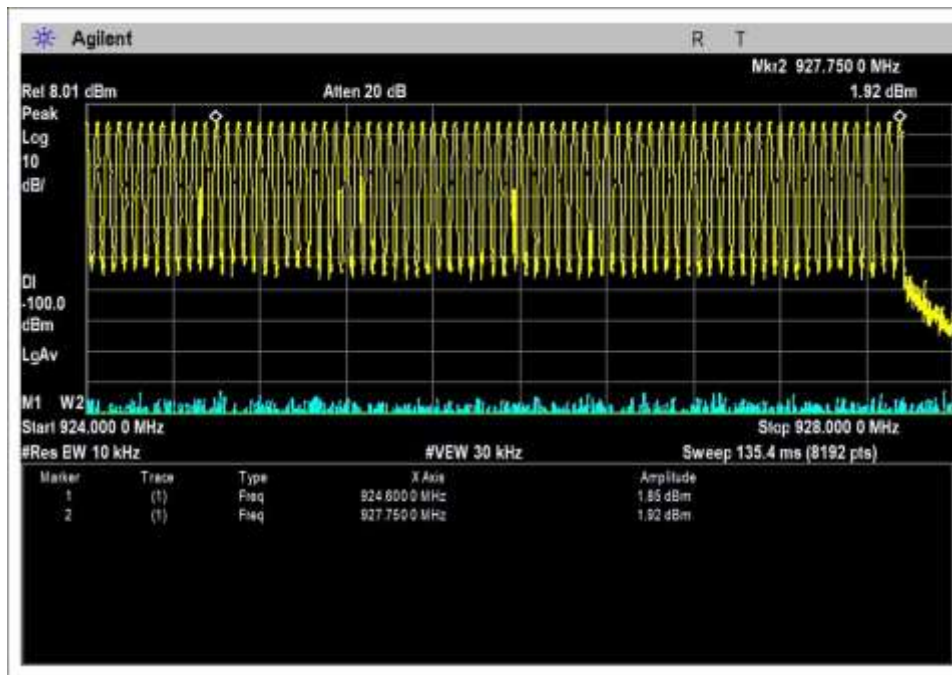 Agilent R T
Mkr2 927.750 0 MHz
Ref 8.01 dBm Atten 20 dB 1.92 dBm
Peak
Log
10
dB/
DI
-100.0
dBm
LgAv
M1 W2
Start 924.000 0 MHz Stop 928.000 0 MHz
#Res BW 10 kHz #VBW 30 kHz Sweep 135.4 ms (8192 pts)
Marker Trace Type X Axis Amplitude
1 (1) Freq 924.600 0 MHz 1.85 dBm
2 (1) Freq 927.750 0 MHz 1.92 dBm